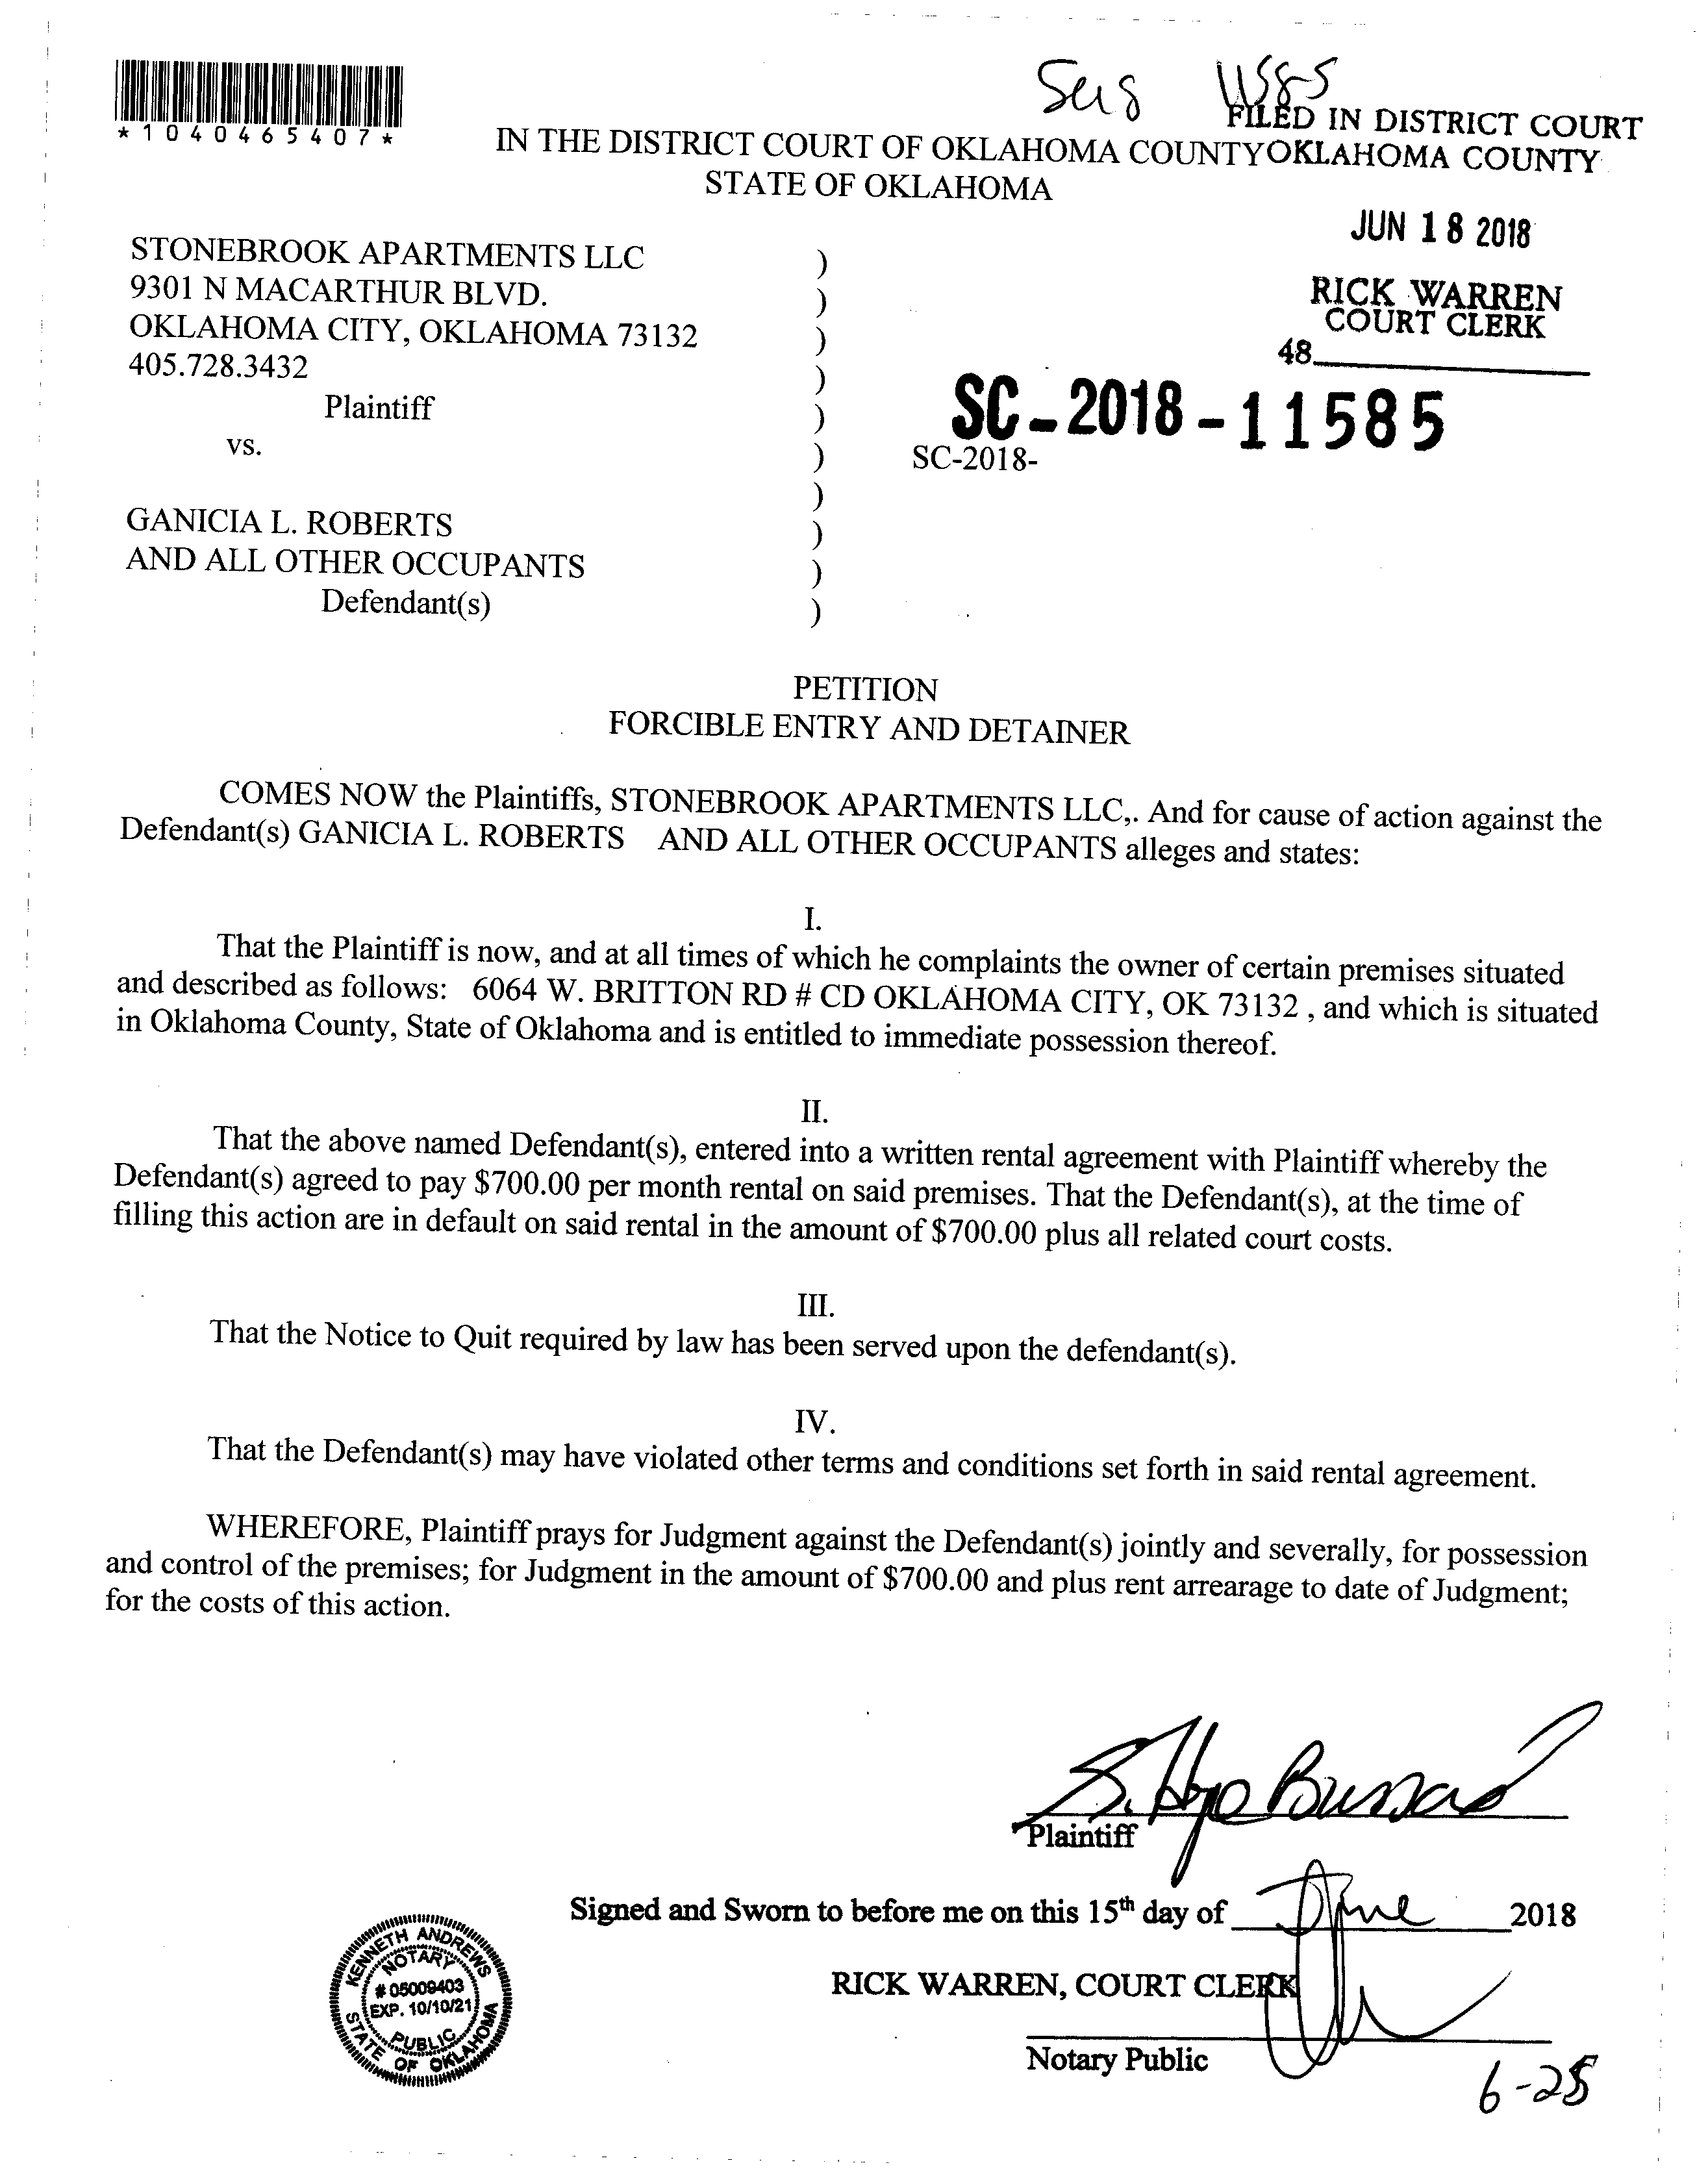 Ses 11585
FILED IN DISTRICT COURT
*1040465407*
IN THE DISTRICT COURT OF OKLAHOMA COUNTY OKLAHOMA COUNTY
STATE OF OKLAHOMA
JUN 18 2018
STONEBROOK APARTMENTS LLC )
9301 N MACARTHUR BLVD. )
RICK WARREN
COURT CLERK
OKLAHOMA CITY, OKLAHOMA 73132 )
48
405.728.3432 )
SC-2018-11585
Plaintiff )
vs. )
SC-2018-
)
GANICIA L. ROBERTS )
AND ALL OTHER OCCUPANTS )
Defendant(s) )
PETITION
FORCIBLE ENTRY AND DETAINER
COMES NOW the Plaintiffs, STONEBROOK APARTMENTS LLC,. And for cause of action against the
Defendant(s) GANICIA L. ROBERTS AND ALL OTHER OCCUPANTS alleges and states:
I.
That the Plaintiff is now, and at all times of which he complaints the owner of certain premises situated
and described as follows: 6064 W. BRITTON RD # CD OKLAHOMA CITY, OK 73132 , and which is situated
in Oklahoma County, State of Oklahoma and is entitled to immediate possession thereof.
II.
That the above named Defendant(s), entered into a written rental agreement with Plaintiff whereby the
Defendant(s) agreed to pay $700.00 per month rental on said premises. That the Defendant(s), at the time of
filling this action are in default on said rental in the amount of $700.00 plus all related court costs.
III.
That the Notice to Quit required by law has been served upon the defendant(s).
IV.
That the Defendant(s) may have violated other terms and conditions set forth in said rental agreement.
WHEREFORE, Plaintiff prays for Judgment against the Defendant(s) jointly and severally, for possession
and control of the premises; for Judgment in the amount of $700.00 and plus rent arrearage to date of Judgment;
for the costs of this action.
Plaintiff
Signed and Sworn to before me on this 15th day of June 2018
KENNETH ANDREWS
NOTARY
# 05009403
EXP. 10/10/21
PUBLIC
STATE OF OKLAHOMA
RICK WARREN, COURT CLERK
Notary Public
6-25